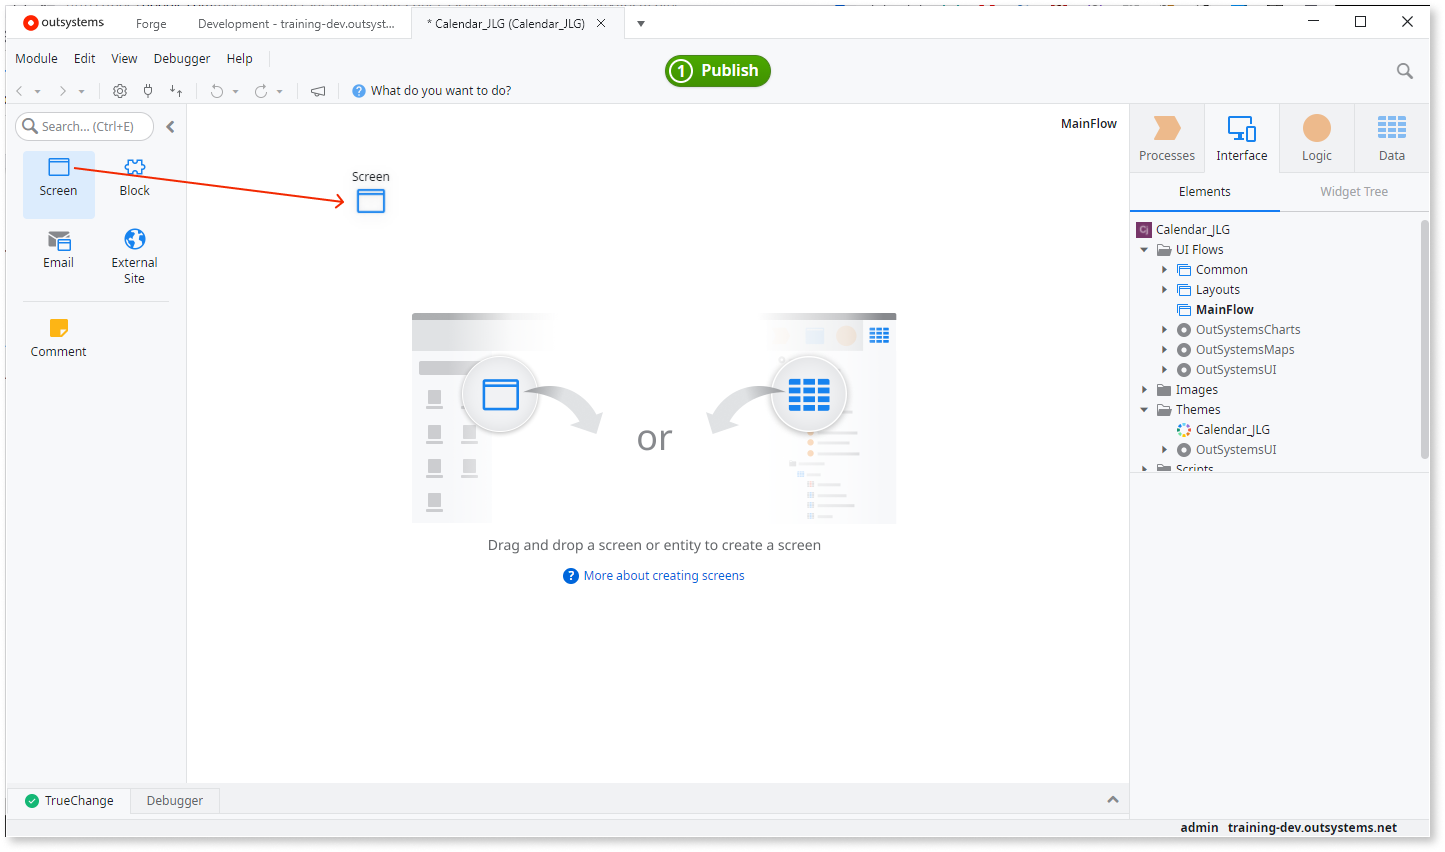 outsystems
Forge
Development - training-dev.outsyst...
* Calendar_JLG (Calendar_JLG)
Module Edit View Debugger Help
1 Publish
? What do you want to do?
Search... (Ctrl+E)
Screen
Block
Email
External
Site
Comment
MainFlow
Screen
or
Drag and drop a screen or entity to create a screen
? More about creating screens
Processes
Interface
Logic
Data
Elements
Widget Tree
Calendar_JLG
UI Flows
Common
Layouts
MainFlow
OutSystemsCharts
OutSystemsMaps
OutSystemsUI
Images
Themes
Calendar_JLG
OutSystemsUI
Scripts
TrueChange
Debugger
admin training-dev.outsystems.net